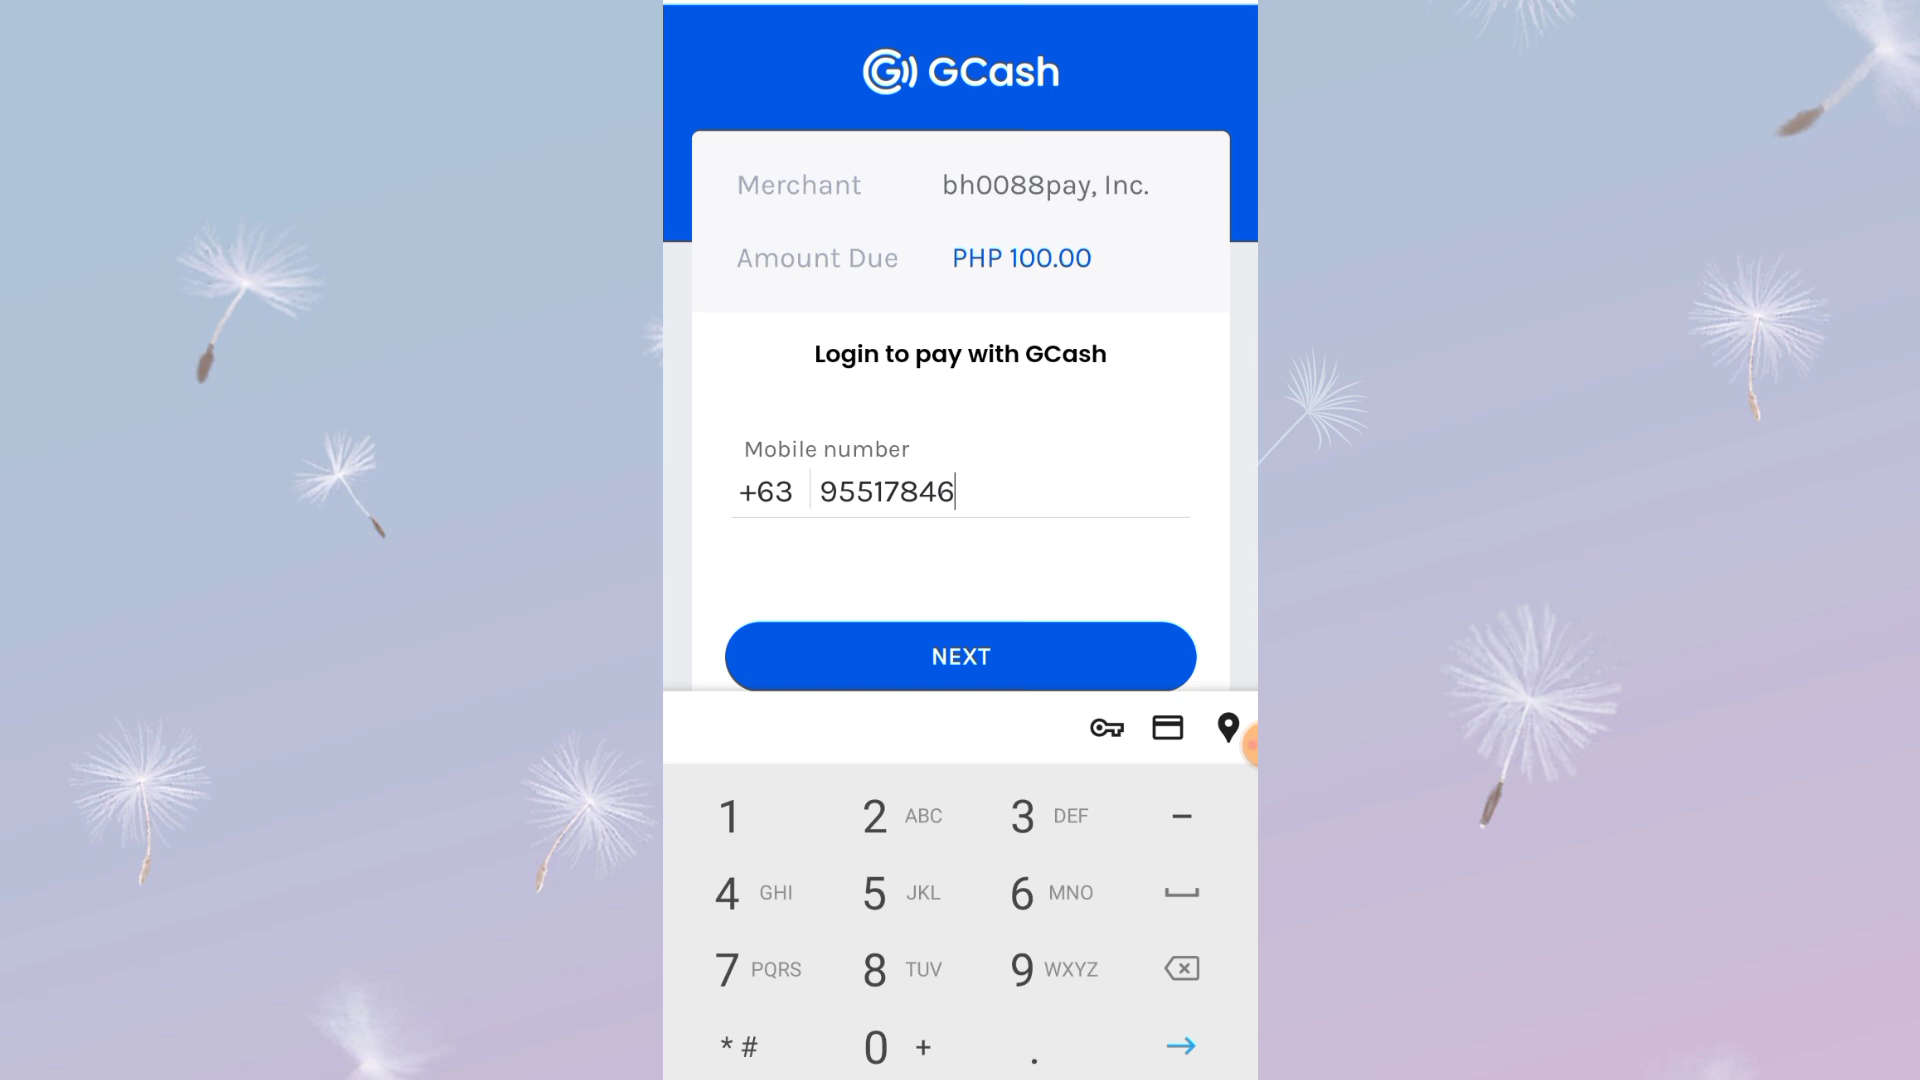 GCash
Merchant bh0088pay, Inc.
Amount Due PHP 100.00
Login to pay with GCash
Mobile number
+63 95517846
NEXT
1 2 ABC 3 DEF –
4 GHI 5 JKL 6 MNO
7 PQRS 8 TUV 9 WXYZ
* # 0 + .